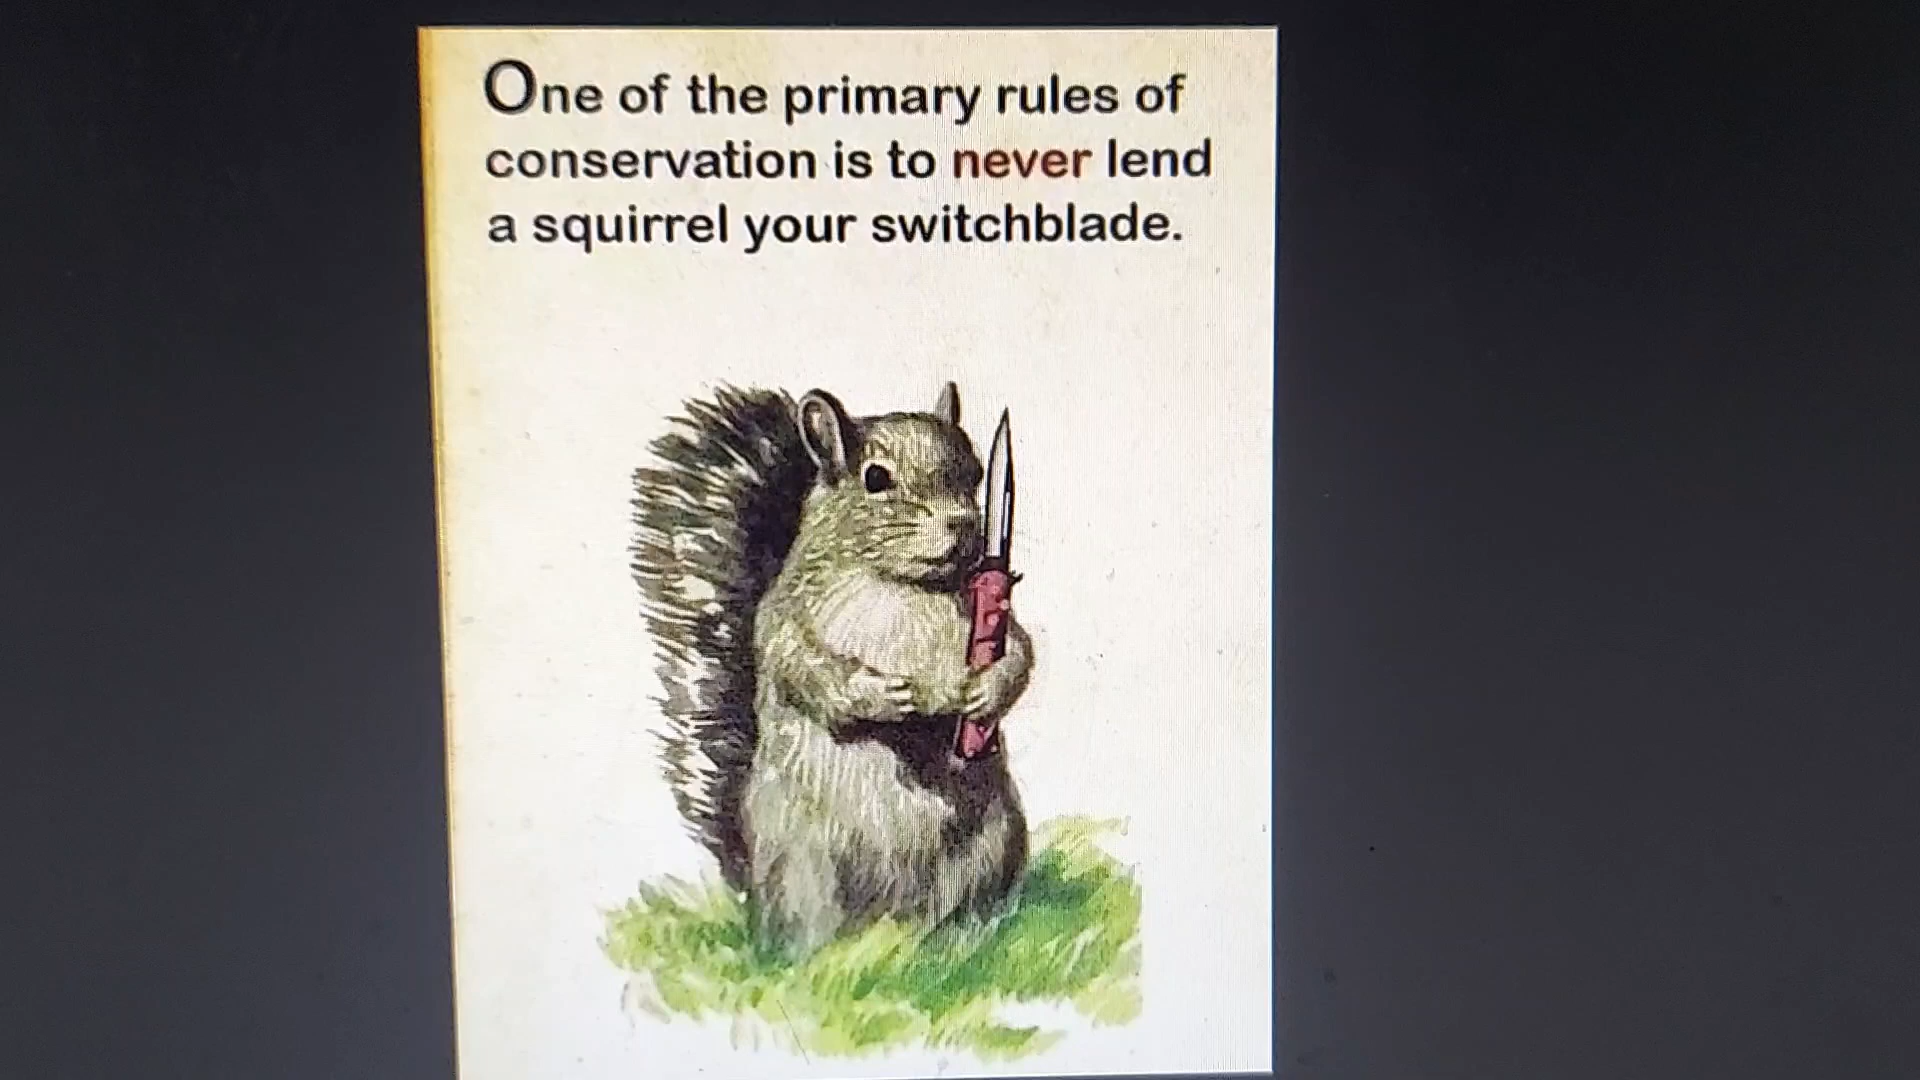 One of the primary rules of
conservation is to never lend
a squirrel your switchblade.